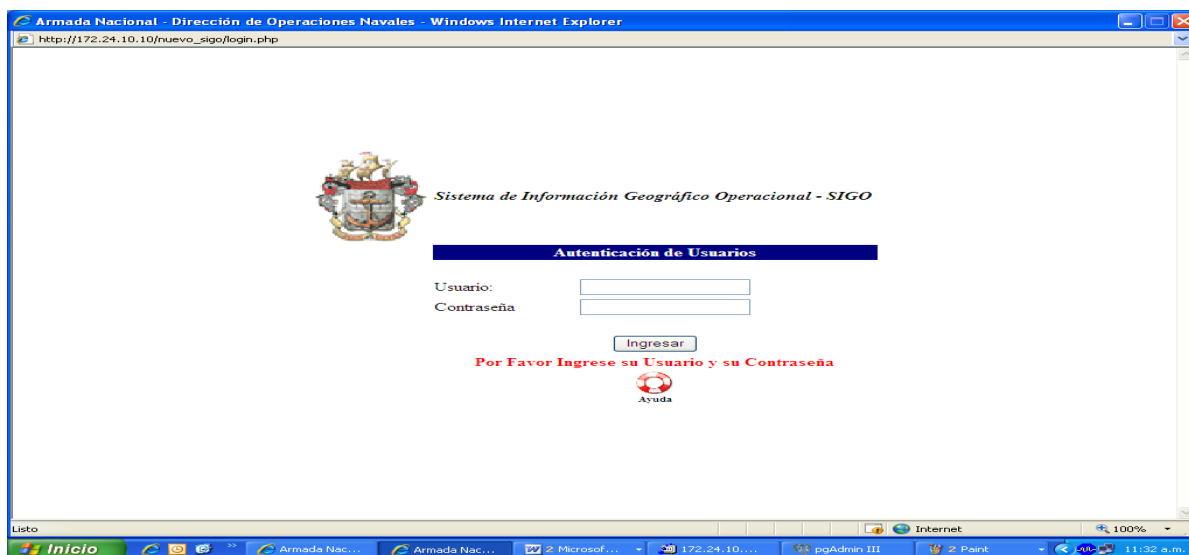 Armada Nacional - Dirección de Operaciones Navales - Windows Internet Explorer
http://172.24.10.10/nuevo_sigo/login.php
Sistema de Información Geográfico Operacional - SIGO
Autenticación de Usuarios
Usuario:
Contraseña
Ingresar
Por Favor Ingrese su Usuario y su Contraseña
Ayuda
Listo
Internet
100%
Inicio
Armada Nac...
Armada Nac...
2 Microsof...
172.24.10....
pgAdmin III
2 Paint
11:32 a.m.